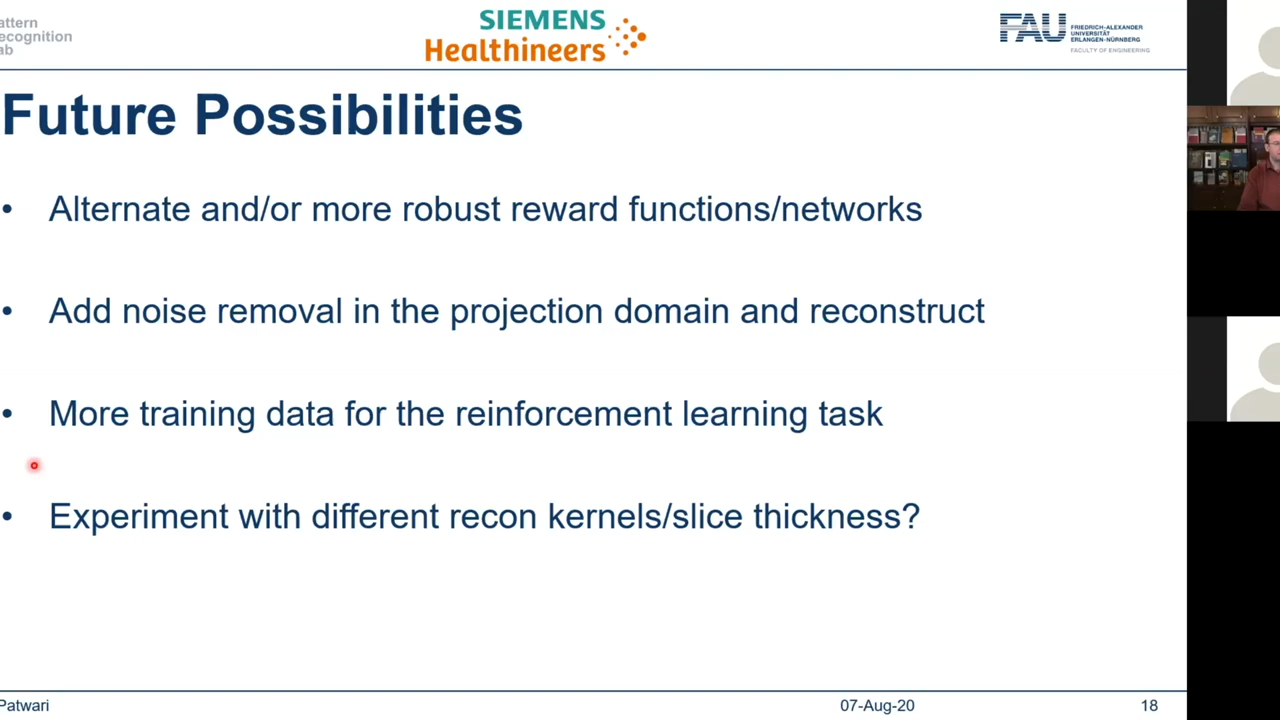 attern
ecognition
ab
SIEMENS
Healthineers
FAU
FRIEDRICH-ALEXANDER
UNIVERSITÄT
ERLANGEN-NÜRNBERG
FACULTY OF ENGINEERING
Future Possibilities
• Alternate and/or more robust reward functions/networks
• Add noise removal in the projection domain and reconstruct
• More training data for the reinforcement learning task
• Experiment with different recon kernels/slice thickness?
Patwari
07-Aug-20
18